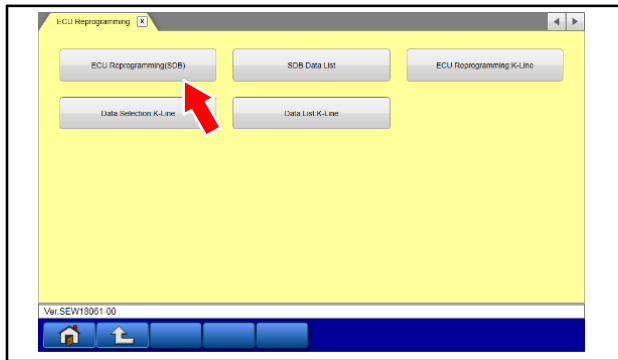 ECU Reprogramming
ECU Reprogramming(SDB)
SDB Data List
ECU Reprogramming:K-Line
Data Selection K-Line
Data List:K-Line
Ver.SEW18061-00